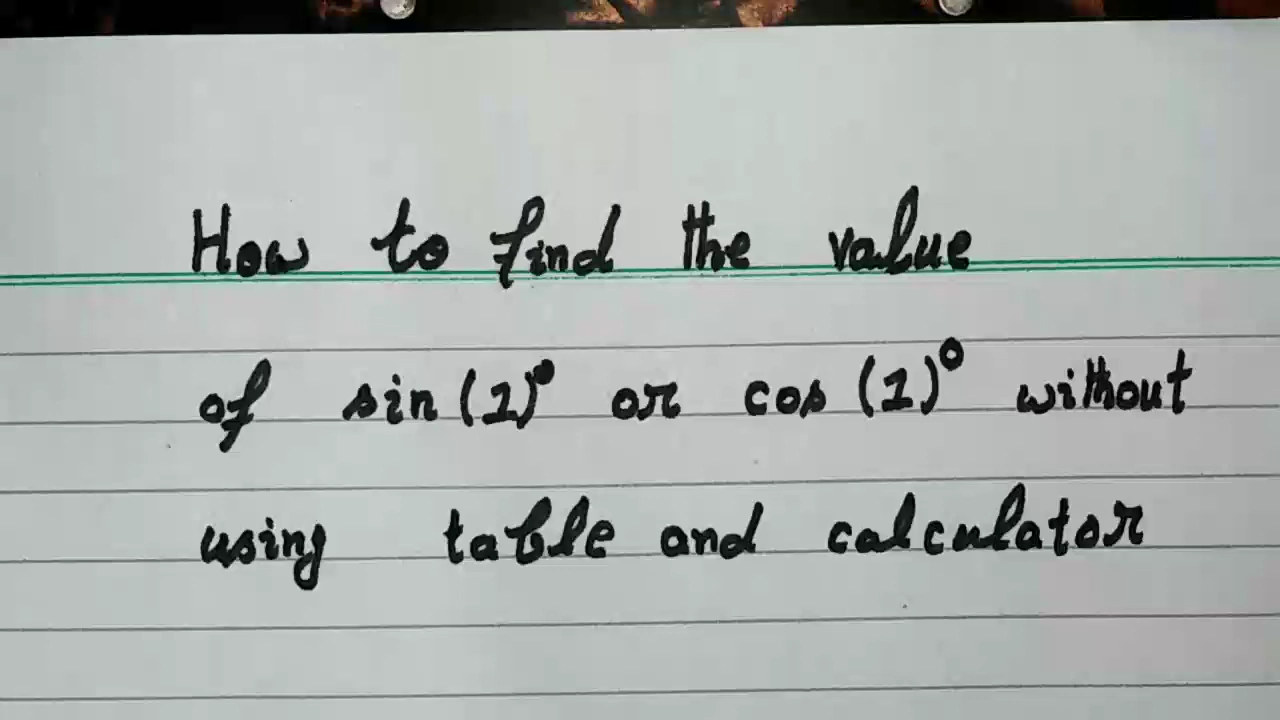 How to find the value
of sin (1)° or cos (1)° without
using table and calculator